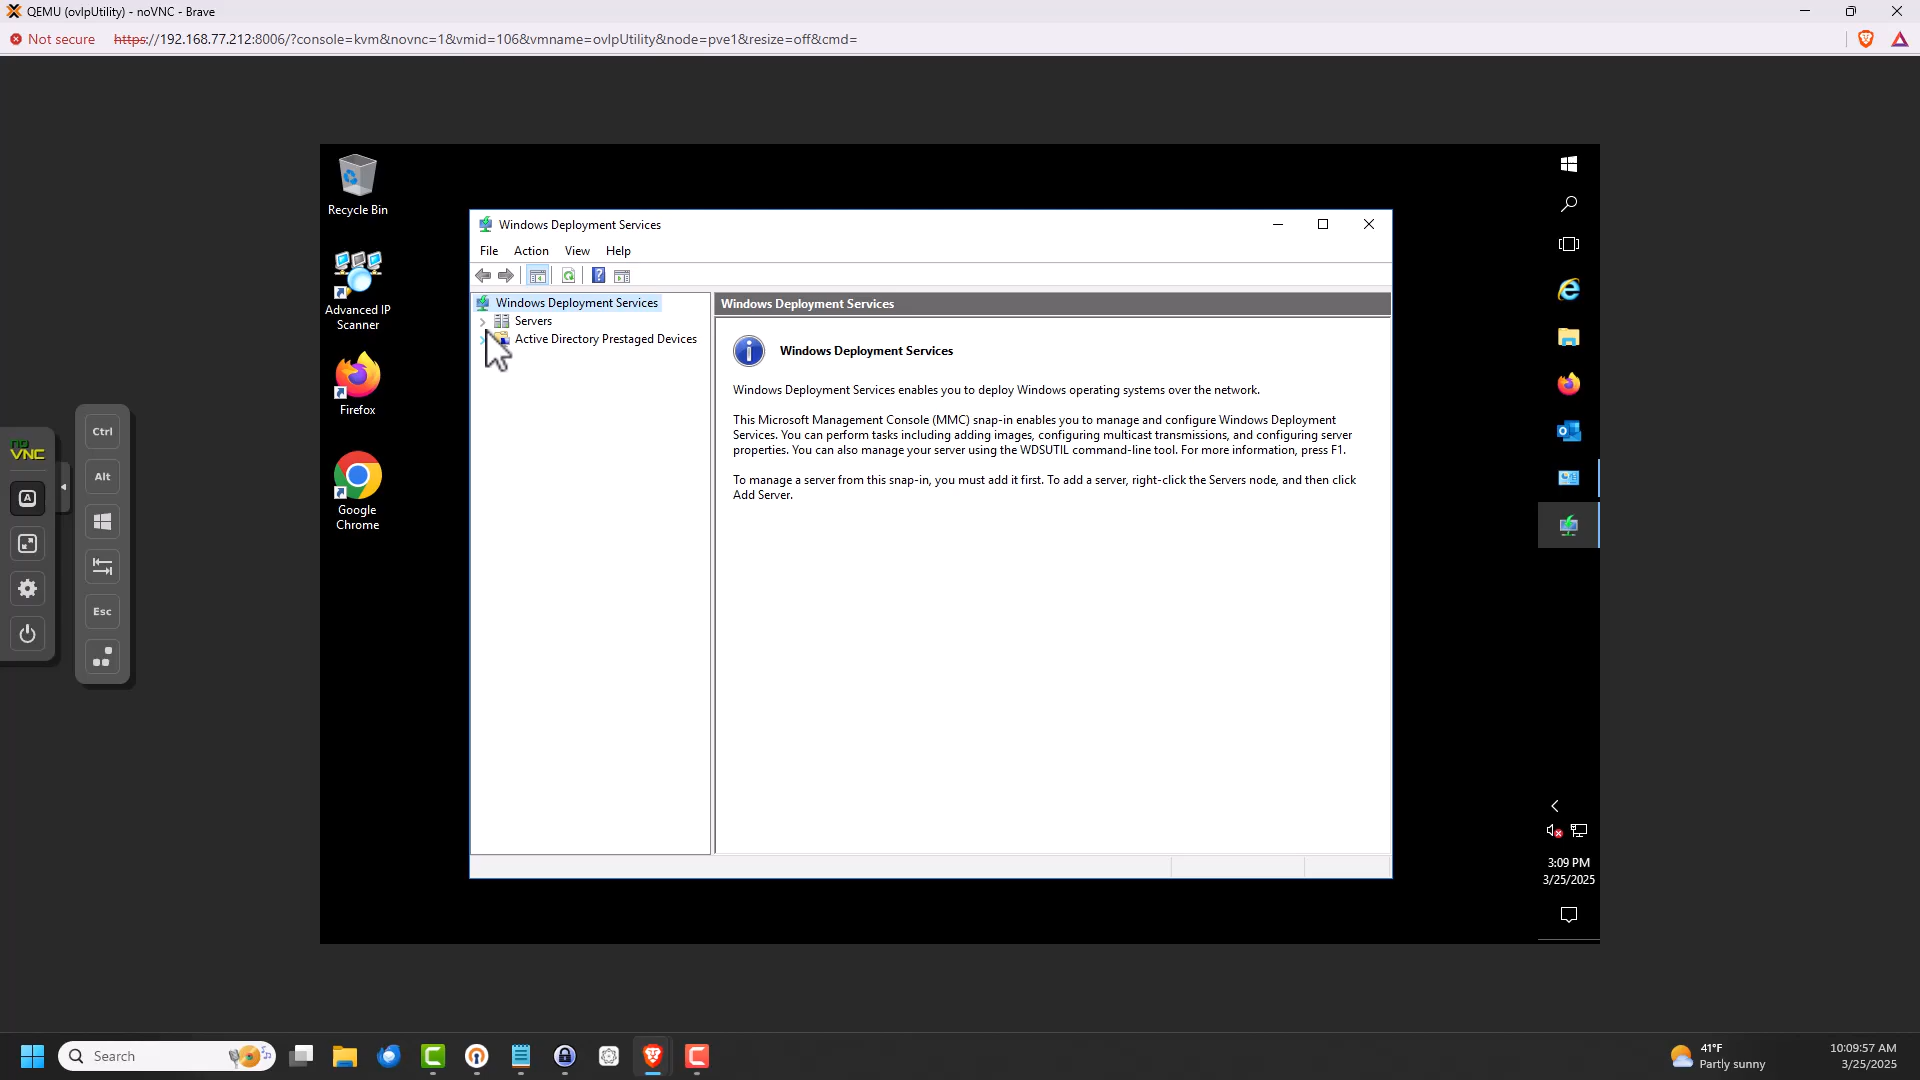 QEMU (ovlpUtility) - noVNC - Brave
Not secure https://192.168.77.212:8006/?console=kvm&novnc=1&vmid=106&vmname=ovlpUtility&node=pve1&resize=off&cmd=
Recycle Bin
Advanced IP
Scanner
Firefox
Google
Chrome
no
VNC
A
Ctrl
Alt
Esc
Windows Deployment Services
File Action View Help
Windows Deployment Services
Servers
Active Directory Prestaged Devices
Windows Deployment Services
Windows Deployment Services
Windows Deployment Services enables you to deploy Windows operating systems over the network.
This Microsoft Management Console (MMC) snap-in enables you to manage and configure Windows Deployment
Services. You can perform tasks including adding images, configuring multicast transmissions, and configuring server
properties. You can also manage your server using the WDSUTIL command-line tool. For more information, press F1.
To manage a server from this snap-in, you must add it first. To add a server, right-click the Servers node, and then click
Add Server.
3:09 PM
3/25/2025
Search
41°F
Partly sunny
10:09:57 AM
3/25/2025